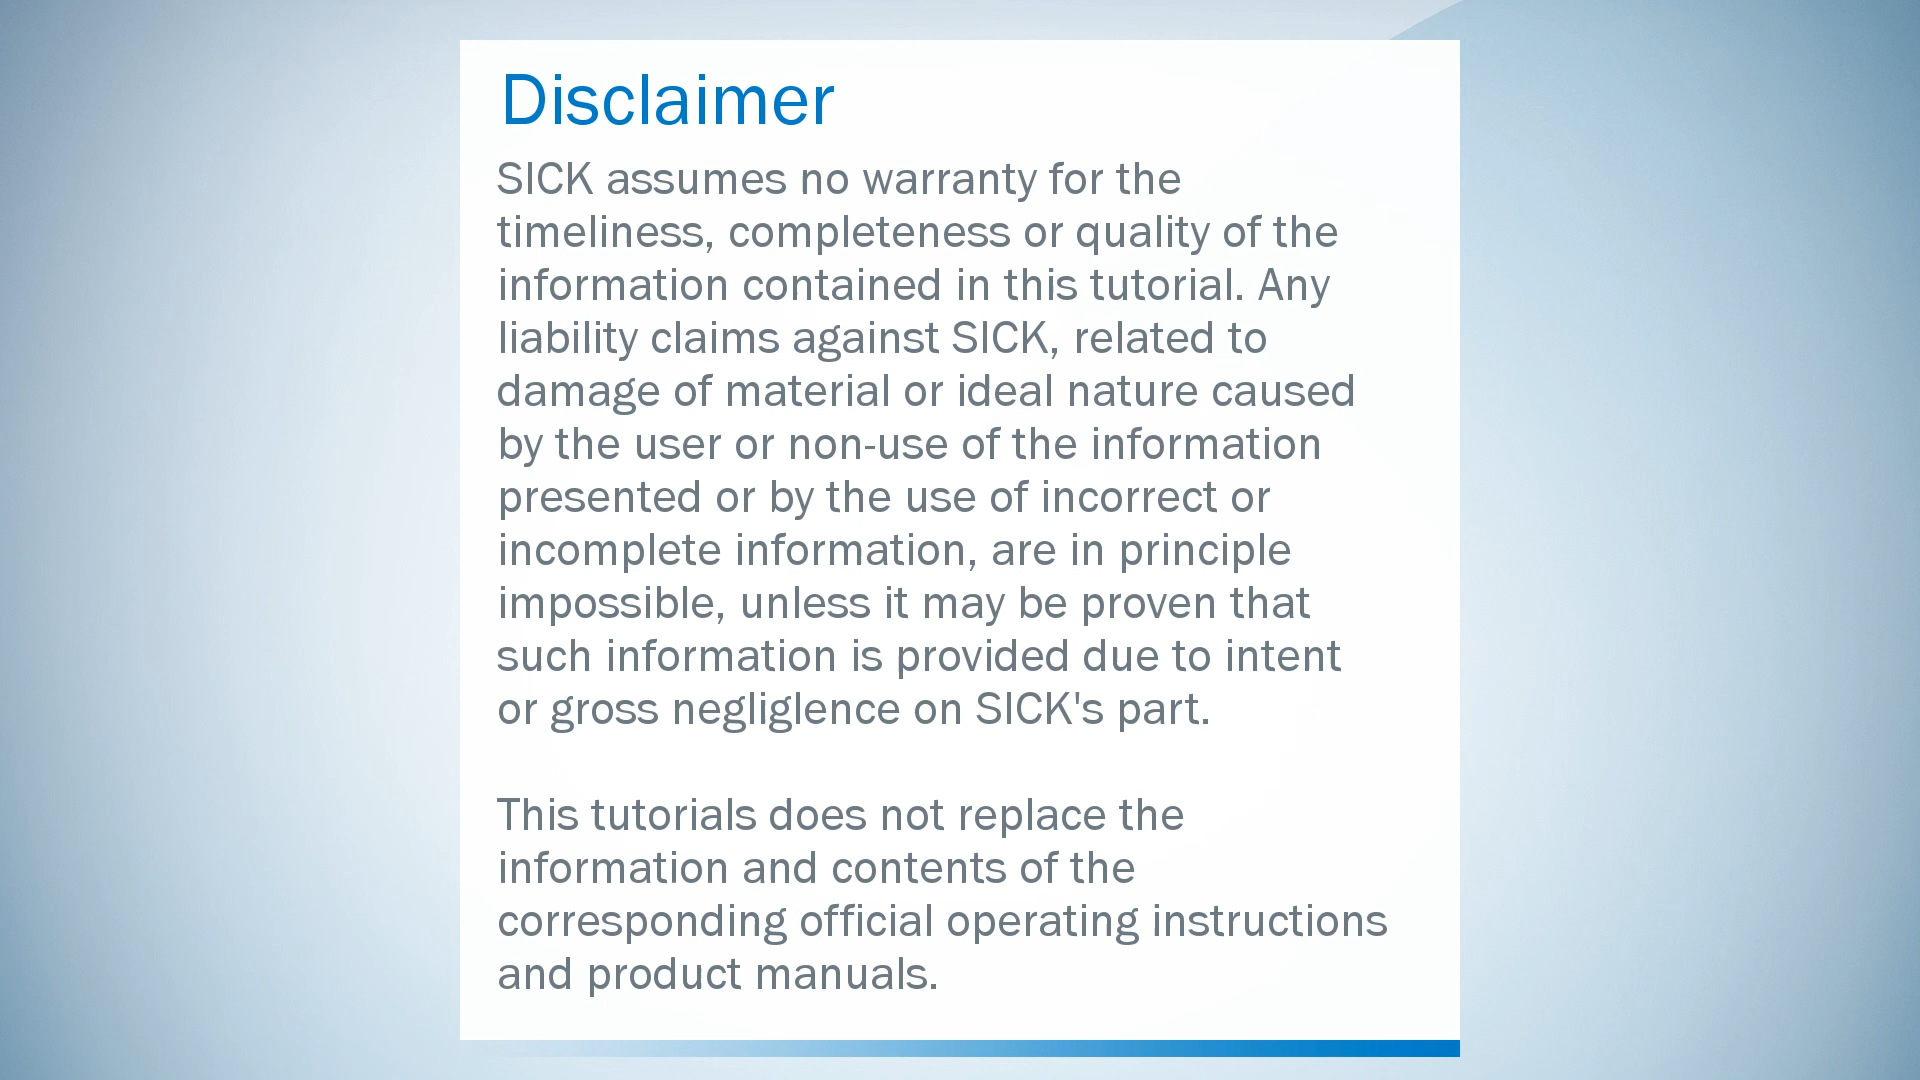 Disclaimer
SICK assumes no warranty for the
timeliness, completeness or quality of the
information contained in this tutorial. Any
liability claims against SICK, related to
damage of material or ideal nature caused
by the user or non-use of the information
presented or by the use of incorrect or
incomplete information, are in principle
impossible, unless it may be proven that
such information is provided due to intent
or gross negliglence on SICK's part.
This tutorials does not replace the
information and contents of the
corresponding official operating instructions
and product manuals.